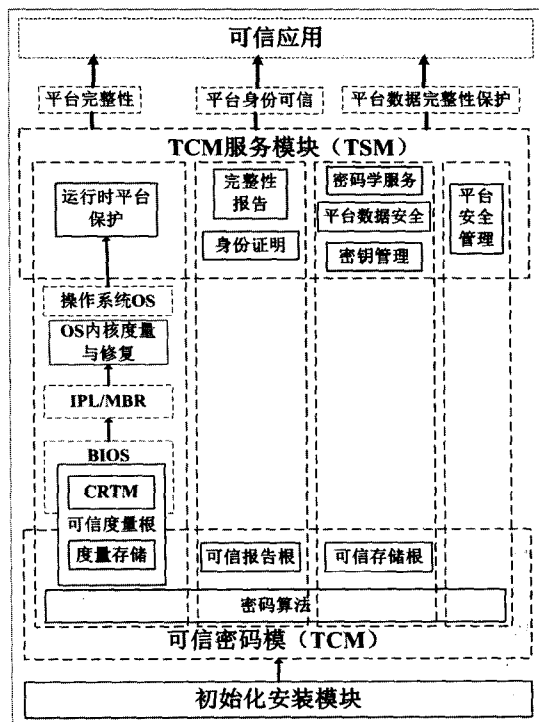 可信应用
平台完整性
平台身份可信
平台数据完整性保护
TCM服务模块（TSM）
运行时平台
保护
完整性
报告
身份证明
密码学服务
平台数据安全
密钥管理
平台
安全
管理
操作系统OS
OS内核度量
与修复
IPL/MBR
BIOS
CRTM
可信度量根
度量存储
可信报告根
可信存储根
密码算法
可信密码模（TCM）
初始化安装模块